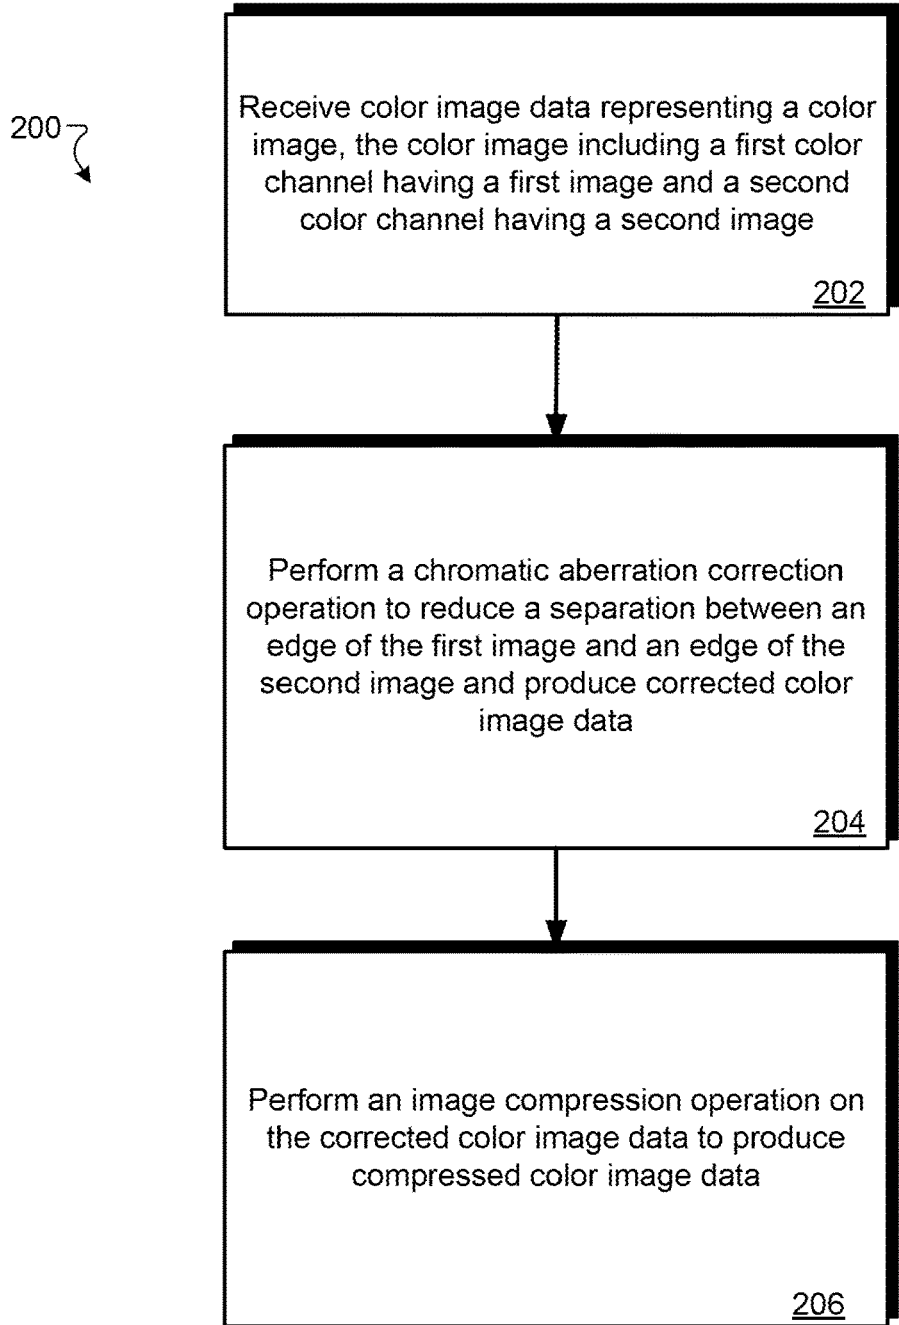 200
Receive color image data representing a color
image, the color image including a first color
channel having a first image and a second
color channel having a second image
202
Perform a chromatic aberration correction
operation to reduce a separation between an
edge of the first image and an edge of the
second image and produce corrected color
image data
204
Perform an image compression operation on
the corrected color image data to produce
compressed color image data
206